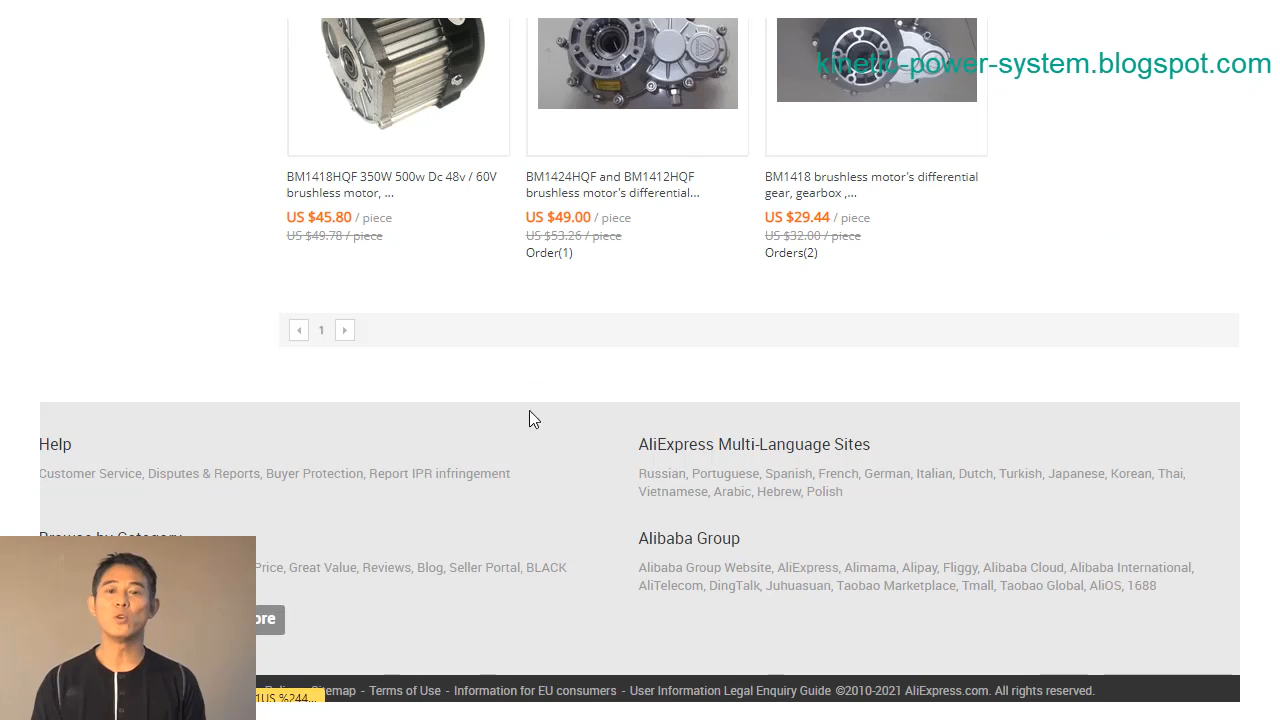 kinetic-power-system.blogspot.com
BM1418HQF 350W 500w Dc 48v / 60V
brushless motor, ...
US $45.80 / piece
US $49.78 / piece
BM1424HQF and BM1412HQF
brushless motor's differential...
US $49.00 / piece
US $53.26 / piece
Order(1)
BM1418 brushless motor's differential
gear, gearbox ,...
US $29.44 / piece
US $32.00 / piece
Orders(2)
1
Help
Customer Service, Disputes & Reports, Buyer Protection, Report IPR infringement
AliExpress Multi-Language Sites
Russian, Portuguese, Spanish, French, German, Italian, Dutch, Turkish, Japanese, Korean, Thai,
Vietnamese, Arabic, Hebrew, Polish
Browse by Category
Price, Great Value, Reviews, Blog, Seller Portal, BLACK
Alibaba Group
Alibaba Group Website, AliExpress, Alimama, Alipay, Fliggy, Alibaba Cloud, Alibaba International,
AliTelecom, DingTalk, Juhuasuan, Taobao Marketplace, Tmall, Taobao Global, AliOS, 1688
ore
Sitemap - Terms of Use - Information for EU consumers - User Information Legal Enquiry Guide ©2010-2021 AliExpress.com. All rights reserved.
1US %244...